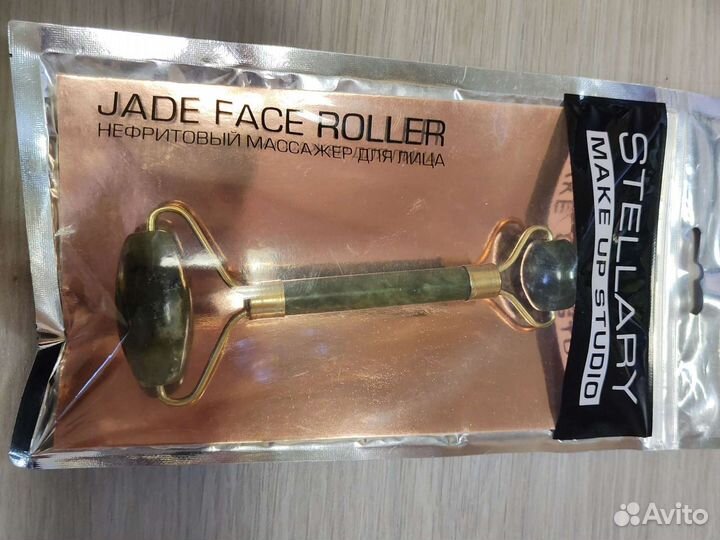 JADE FACE ROLLER
НЕФРИТОВЫЙ МАССАЖЕР ДЛЯ ЛИЦА
STELLARY
MAKE UP STUDIO
Avito